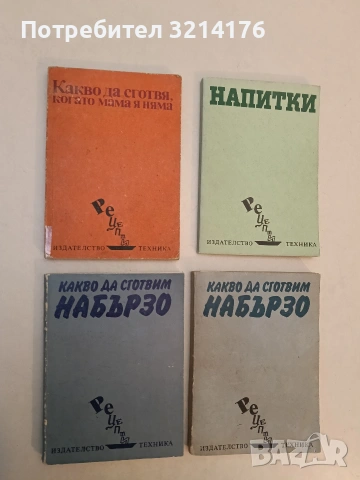 Потребител 3214176
Какво да сготвя,
когато мама я няма
Рецепти
ИЗДАТЕЛСТВО ТЕХНИКА
НАПИТКИ
Рецепти
ИЗДАТЕЛСТВО ТЕХНИКА
КАКВО ДА СГОТВИМ
НАБЪРЗО
Рецепти
ИЗДАТЕЛСТВО ТЕХНИКА
КАКВО ДА СГОТВИМ
НАБЪРЗО
Рецепти
ИЗДАТЕЛСТВО ТЕХНИКА
BAZAR